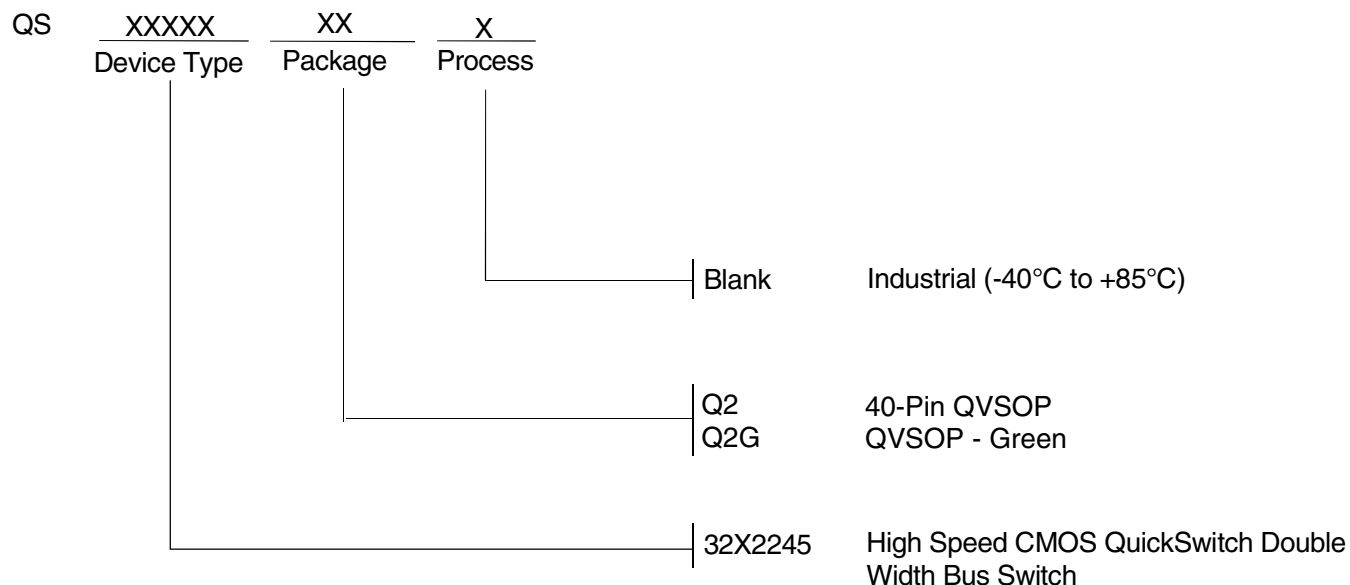 QS XXXXX XX X
Device Type Package Process
Blank Industrial (-40°C to +85°C)
Q2 40-Pin QVSOP
Q2G QVSOP - Green
32X2245 High Speed CMOS QuickSwitch Double
Width Bus Switch